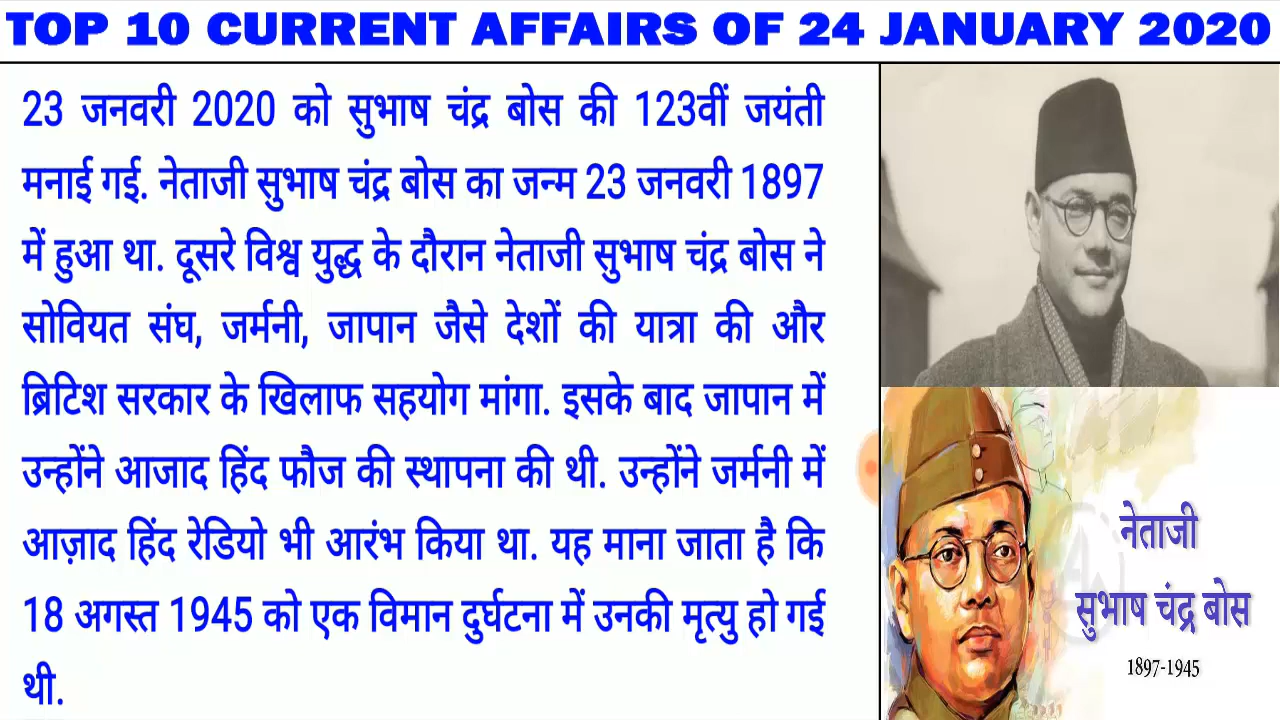 TOP 10 CURRENT AFFAIRS OF 24 JANUARY 2020
23 जनवरी 2020 को सुभाष चंद्र बोस की 123वीं जयंती
मनाई गई. नेताजी सुभाष चंद्र बोस का जन्म 23 जनवरी 1897
में हुआ था. दूसरे विश्व युद्ध के दौरान नेताजी सुभाष चंद्र बोस ने
सोवियत संघ, जर्मनी, जापान जैसे देशों की यात्रा की और
ब्रिटिश सरकार के खिलाफ सहयोग मांगा. इसके बाद जापान में
उन्होंने आजाद हिंद फौज की स्थापना की थी. उन्होंने जर्मनी में
आज़ाद हिंद रेडियो भी आरंभ किया था. यह माना जाता है कि
18 अगस्त 1945 को एक विमान दुर्घटना में उनकी मृत्यु हो गई
थी.
नेताजी
सुभाष चंद्र बोस
1897-1945